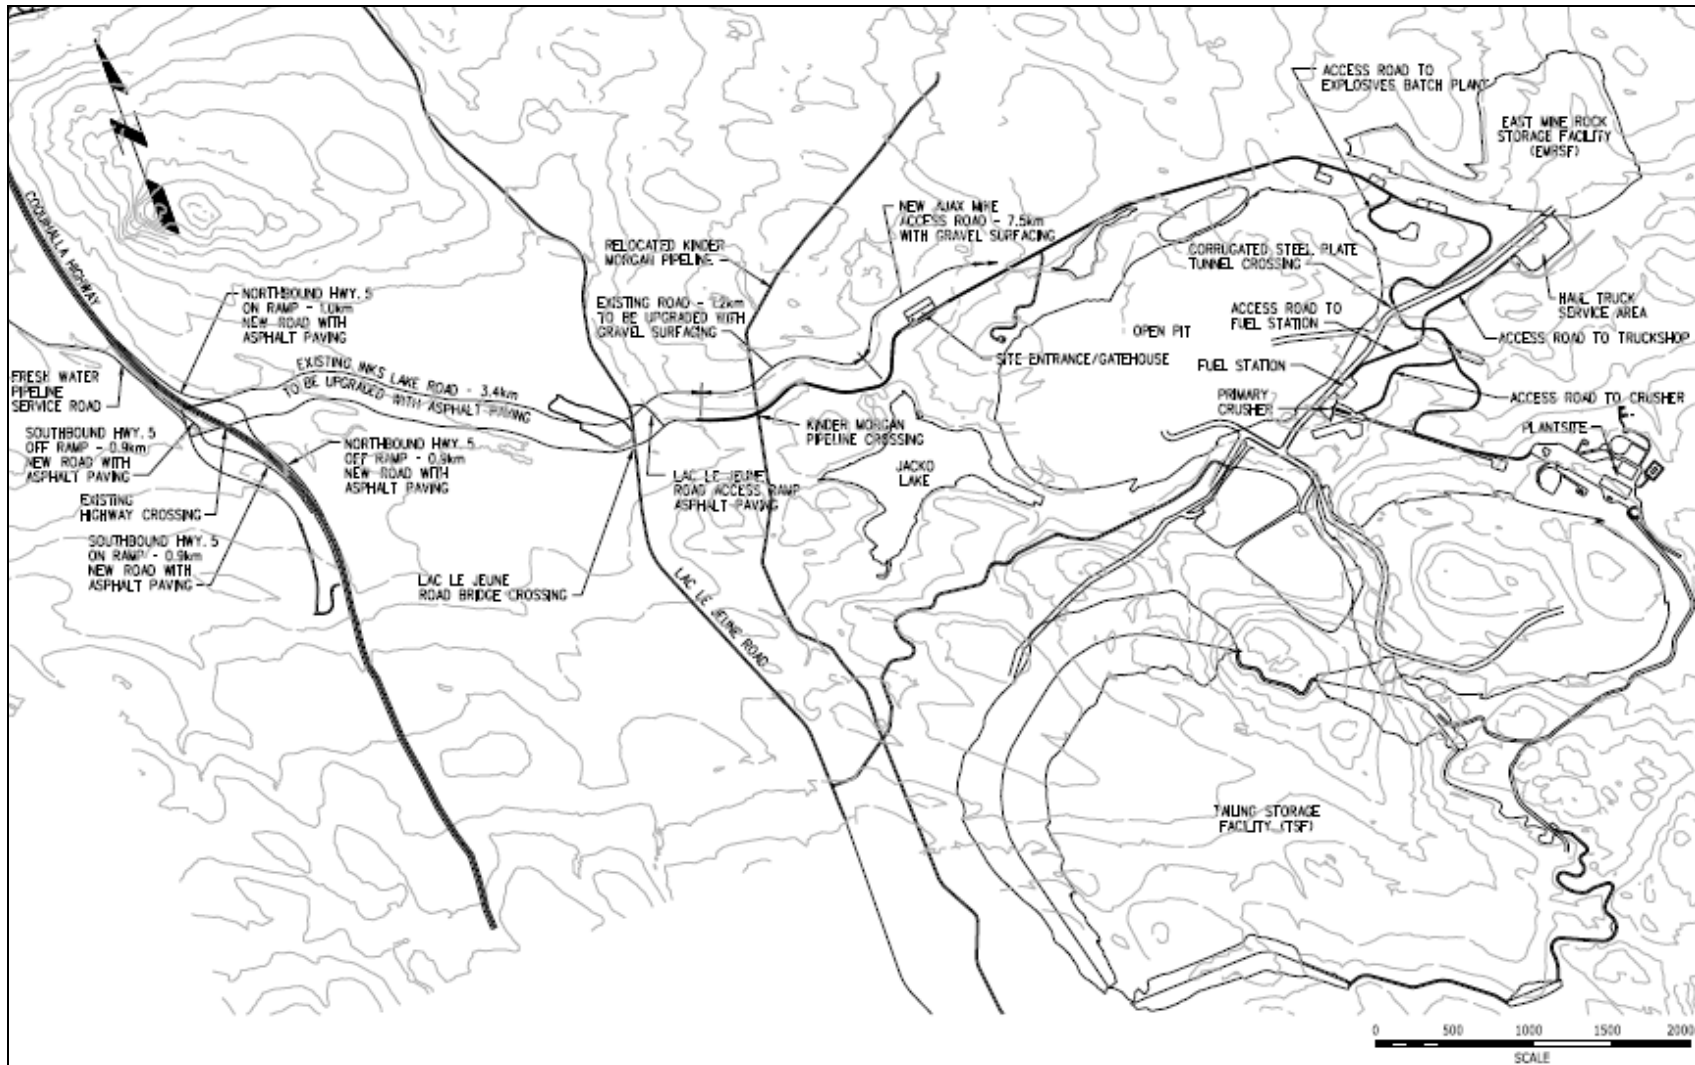 ACCESS ROAD TO
EXPLOSIVES BATCH PLANT
EAST MINE ROCK
STORAGE FACILITY
(EMRSF)
COQUIHALLA HIGHWAY
NEW AJAX MINE
ACCESS ROAD - 7.5km
WITH GRAVEL SURFACING
RELOCATED KINDER
MORGAN PIPELINE
CORRUGATED STEEL PLATE
TUNNEL CROSSING
NORTHBOUND HWY. 5
ON RAMP - 1.0km
NEW ROAD WITH
ASPHALT PAVING
EXISTING ROAD - 1.2km
TO BE UPGRADED WITH
GRAVEL SURFACING
HAUL TRUCK
SERVICE AREA
ACCESS ROAD TO
FUEL STATION
OPEN PIT
ACCESS ROAD TO TRUCKSHOP
SITE ENTRANCE/GATEHOUSE
FUEL STATION
EXISTING INKS LAKE ROAD - 3.4km
TO BE UPGRADED WITH ASPHALT PAVING
FRESH WATER
PIPELINE
SERVICE ROAD
PRIMARY
CRUSHER
ACCESS ROAD TO CRUSHER
PLANTSITE
KINDER MORGAN
PIPELINE CROSSING
SOUTHBOUND HWY. 5
OFF RAMP - 0.9km
NEW ROAD WITH
ASPHALT PAVING
NORTHBOUND HWY. 5
OFF RAMP - 0.9km
NEW ROAD WITH
ASPHALT PAVING
JACKO
LAKE
LAC LE JEUNE
ROAD ACCESS RAMP
ASPHALT PAVING
EXISTING
HIGHWAY CROSSING
SOUTHBOUND HWY. 5
ON RAMP - 0.9km
NEW ROAD WITH
ASPHALT PAVING
LAC LE JEUNE
ROAD BRIDGE CROSSING
LAC LE JEUNE ROAD
TAILING STORAGE
FACILITY (TSF)
0 500 1000 1500 2000
SCALE